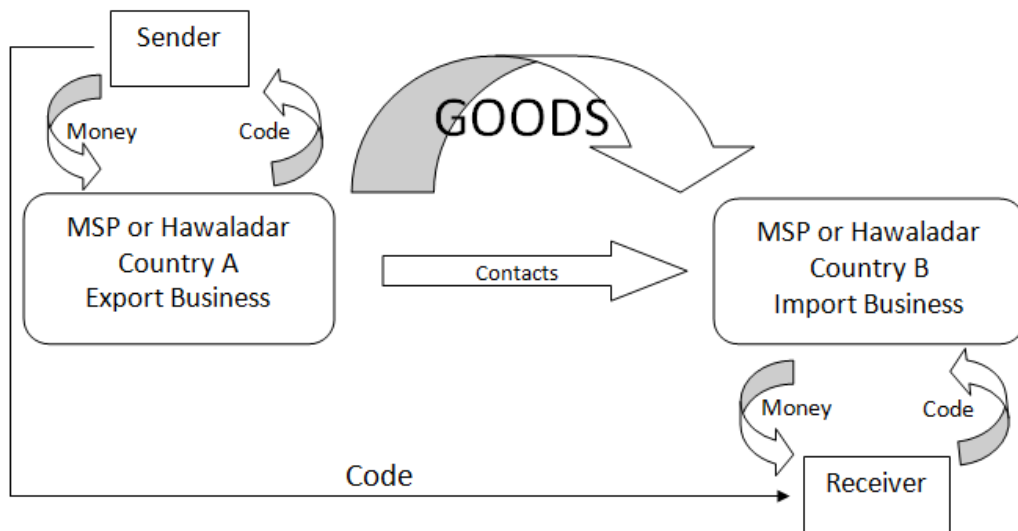 Sender
GOODS
Money
Code
MSP or Hawaladar
Country A
Export Business
MSP or Hawaladar
Country B
Import Business
Contacts
Money
Code
Code
Receiver